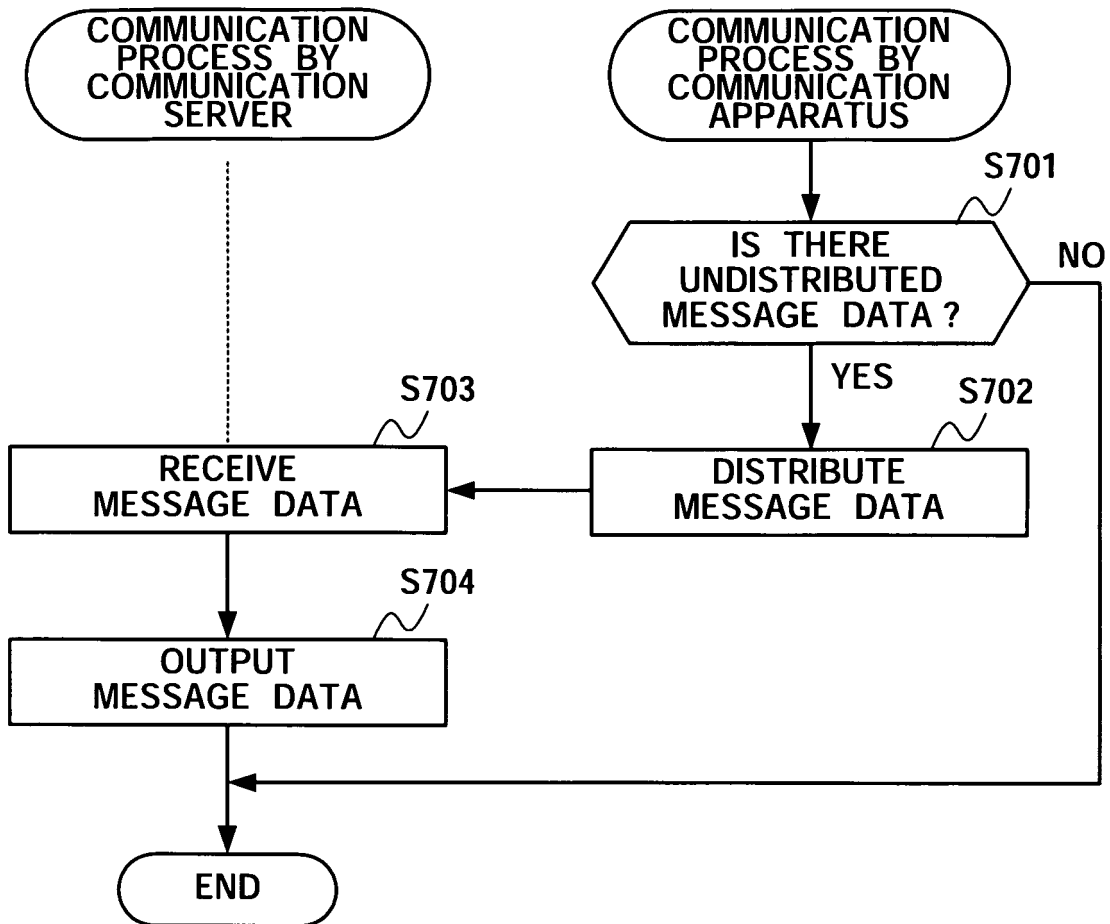 COMMUNICATION
PROCESS BY
COMMUNICATION
SERVER
COMMUNICATION
PROCESS BY
COMMUNICATION
APPARATUS
S701
IS THERE
UNDISTRIBUTED
MESSAGE DATA ?
NO
YES
S703
S702
RECEIVE
MESSAGE DATA
DISTRIBUTE
MESSAGE DATA
S704
OUTPUT
MESSAGE DATA
END